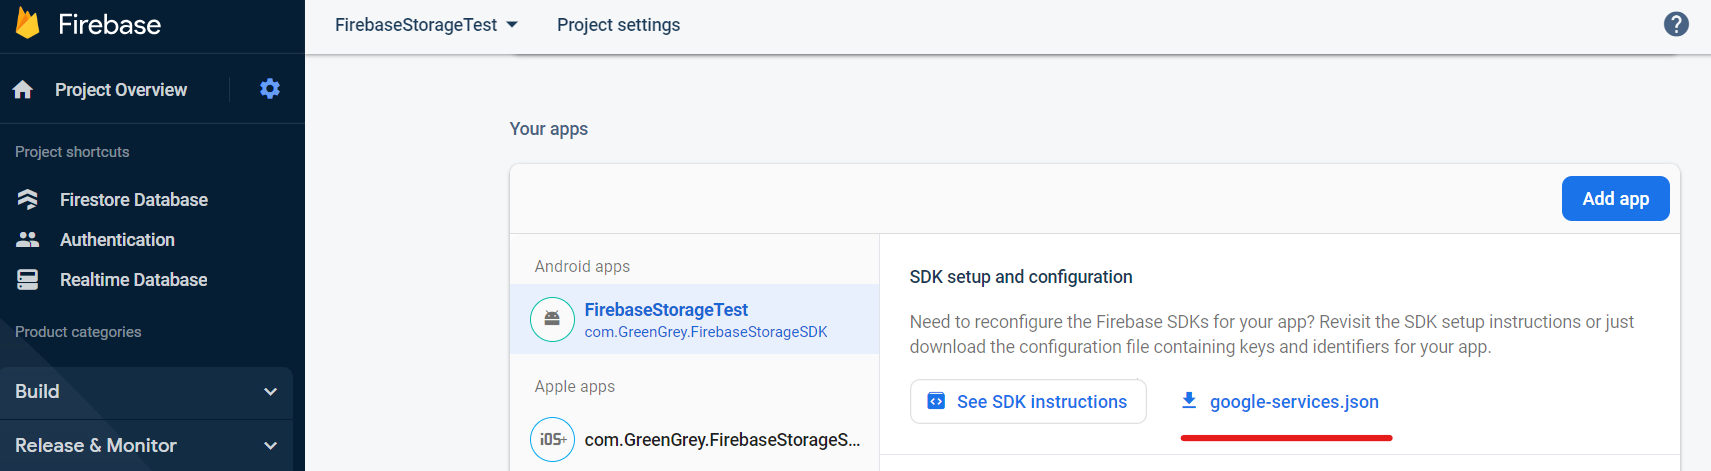 Firebase
FirebaseStorageTest
Project settings
?
Project Overview
Project shortcuts
Firestore Database
Authentication
Realtime Database
Product categories
Build
Release & Monitor
Your apps
Add app
Android apps
FirebaseStorageTest
com.GreenGrey.FirebaseStorageSDK
Apple apps
iOS+
com.GreenGrey.FirebaseStorageS...
SDK setup and configuration
Need to reconfigure the Firebase SDKs for your app? Revisit the SDK setup instructions or just
download the configuration file containing keys and identifiers for your app.
See SDK instructions
google-services.json